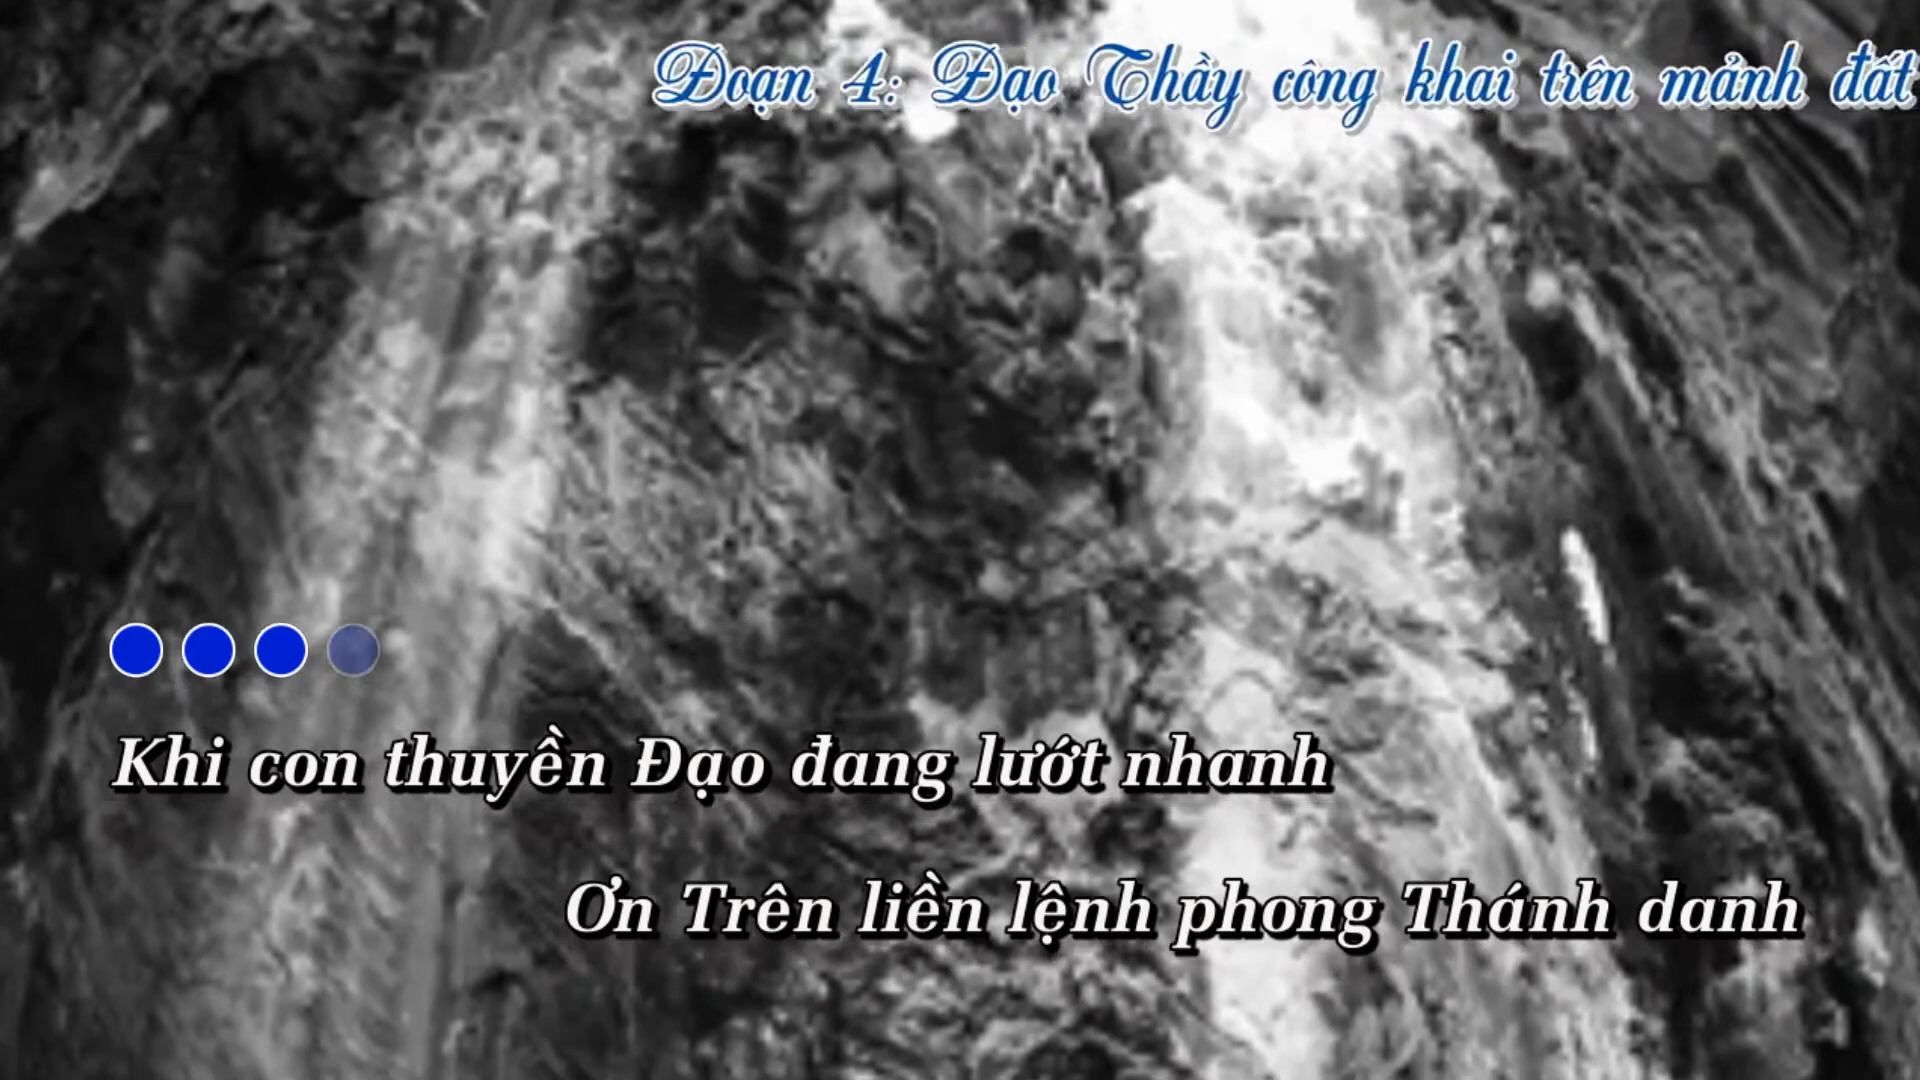 Đoạn 4: Đạo Thầy công khai trên mảnh đất
Khi con thuyền Đạo đang lướt nhanh
Ơn Trên liền lệnh phong Thánh danh